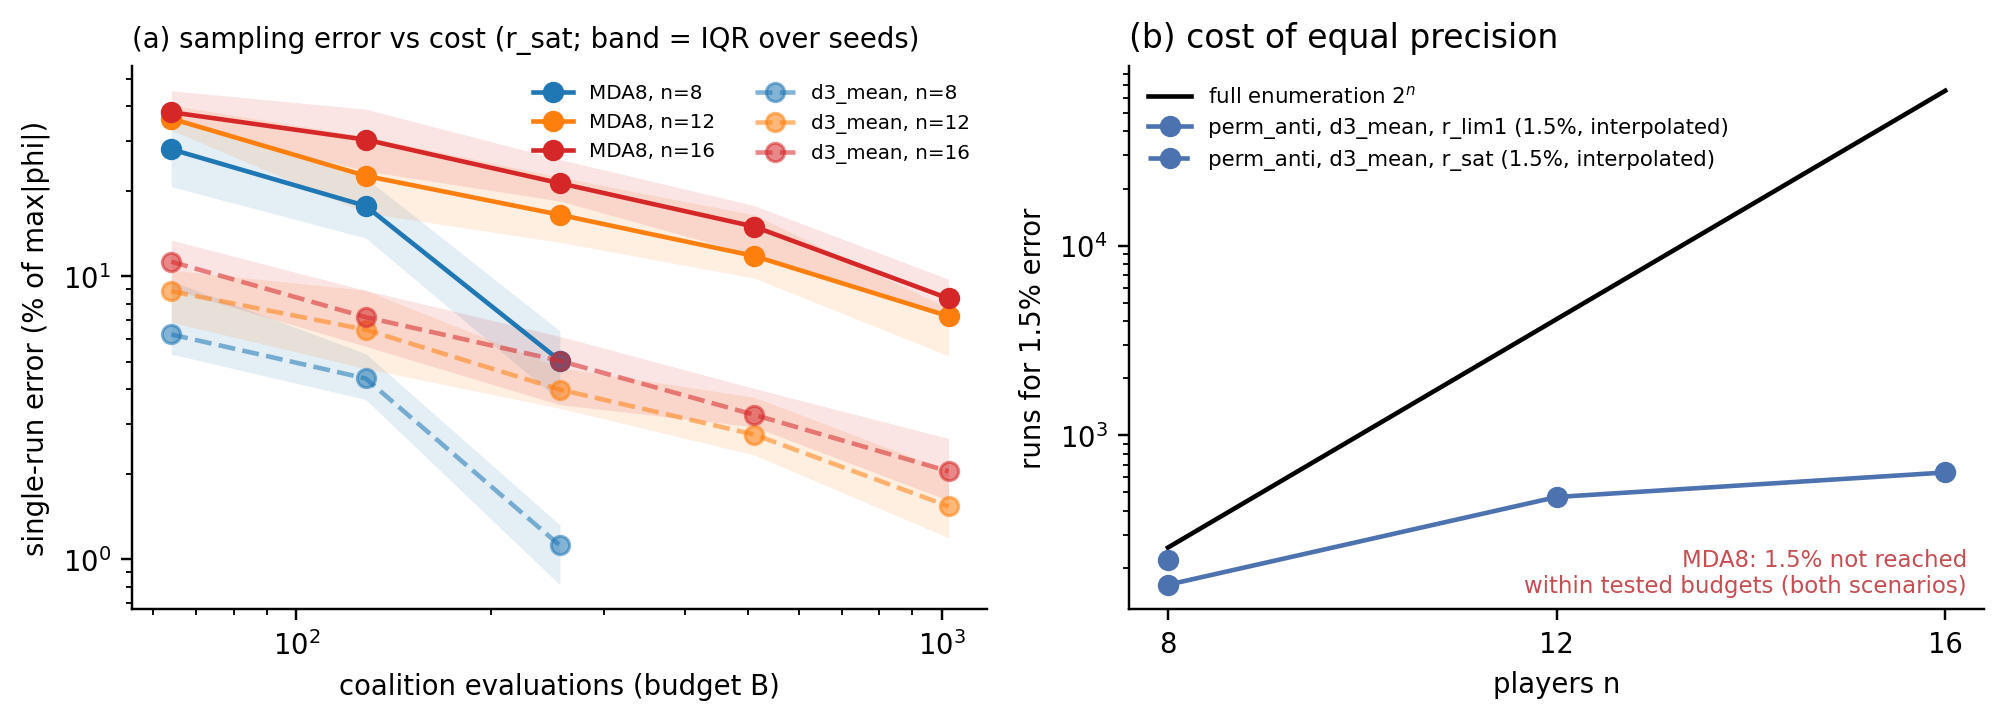 (a) sampling error vs cost (r_sat; band = IQR over seeds)
single-run error (% of max|phi|)
10¹
10⁰
MDA8, n=8
MDA8, n=12
MDA8, n=16
d3_mean, n=8
d3_mean, n=12
d3_mean, n=16
10²
10³
coalition evaluations (budget B)
(b) cost of equal precision
runs for 1.5% error
10⁴
10³
full enumeration 2ⁿ
perm_anti, d3_mean, r_lim1 (1.5%, interpolated)
perm_anti, d3_mean, r_sat (1.5%, interpolated)
MDA8: 1.5% not reached
within tested budgets (both scenarios)
8
12
16
players n